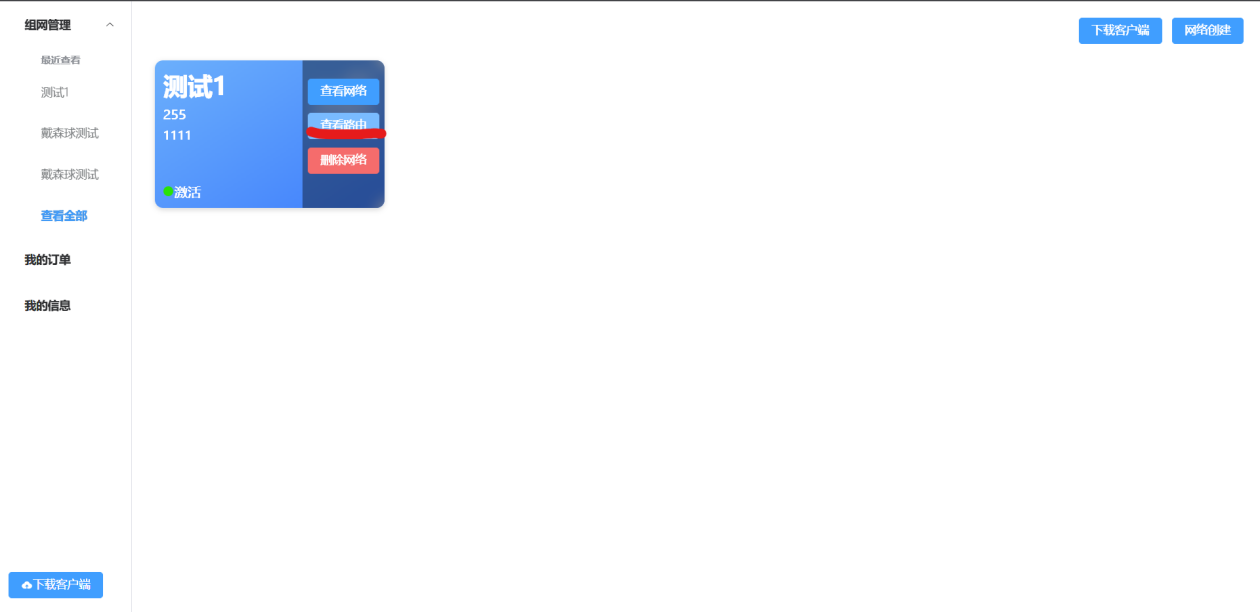 组网管理
最近查看
测试1
戴森球测试
戴森球测试
查看全部
我的订单
我的信息
下载客户端
下载客户端
网络创建
测试1
255
1111
激活
查看网络
查看路由
删除网络